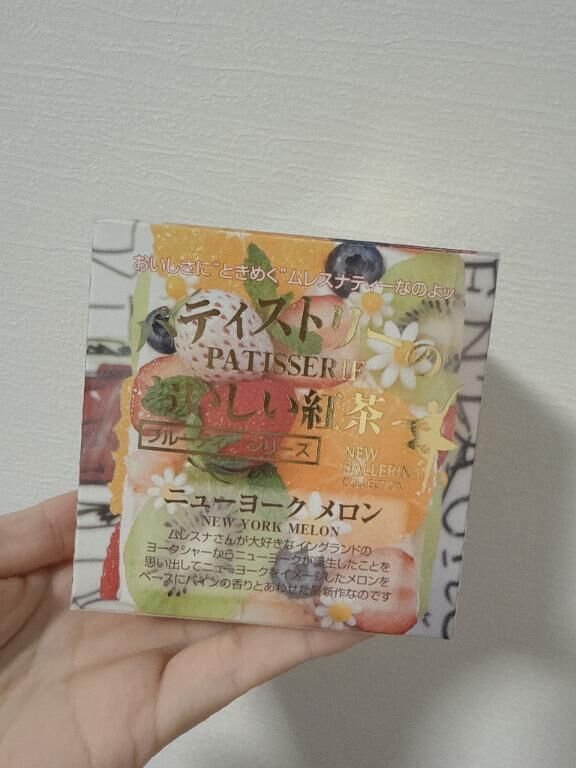 おいしさに"ときめく"ムレスナティーなのよッ
パティストリーの
PATISSERIE
おいしい紅茶
フルーツ シリーズ
NEW
BALLERINA
COLLECTION
ニューヨーク メロン
NEW YORK MELON
ムレスナさんが大好きなイングランドの
ヨークシャーからニューヨークが誕生したことを
思い出してニューヨークをイメージしたメロンを
ベースにパインの香りとあわせた最新作なのです